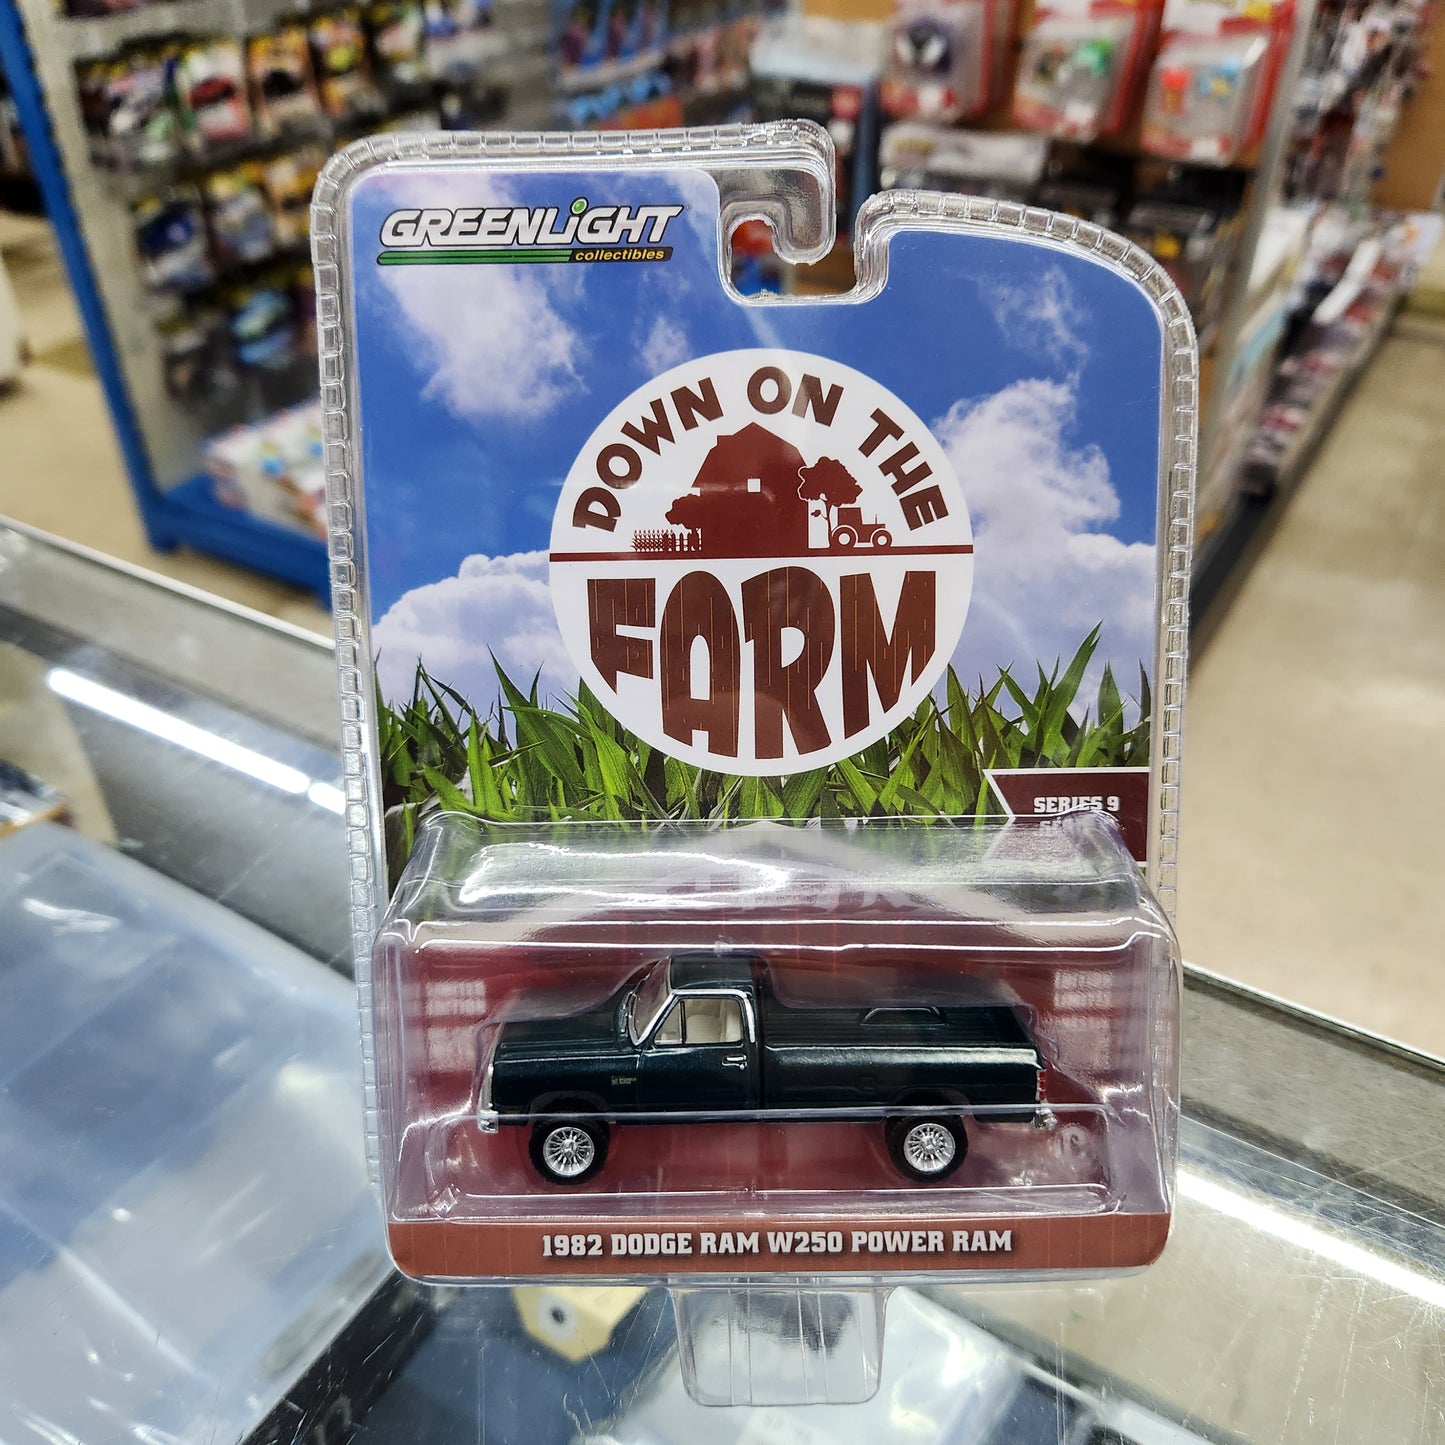 GREENLiGHT
collectibles
DOWN ON THE
FARM
SERIES 9
1982 DODGE RAM W250 POWER RAM